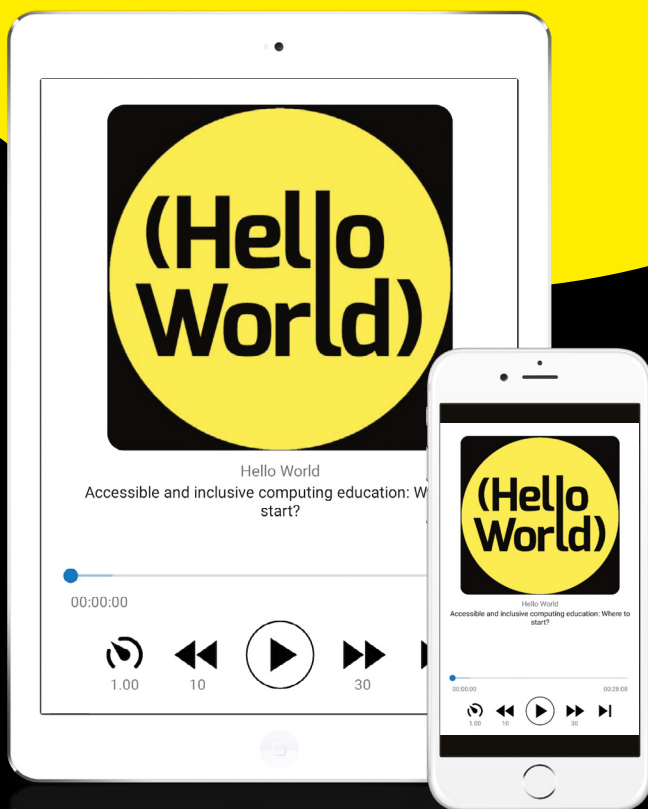 (Hello
World)
Hello World
Accessible and inclusive computing education: W
start?
00:00:00
1.00
10
30
(Hello
World)
Hello World
Accessible and inclusive computing education: Where to
start?
00:00:00
00:28:08
1.00
10
30